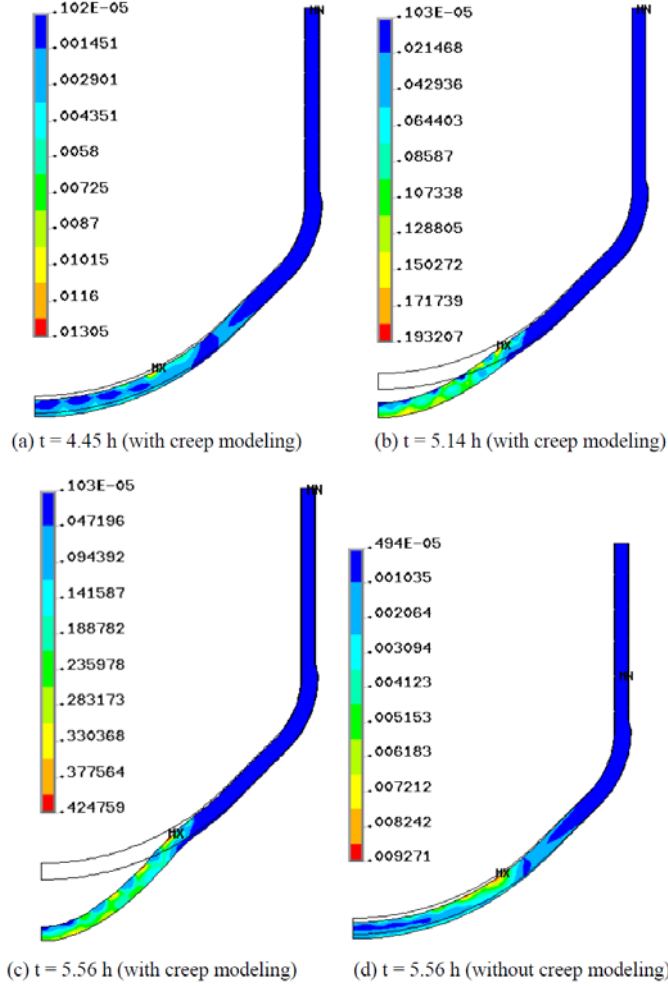 .102E-05
.001451
.002901
.004351
.0058
.00725
.0087
.01015
.0116
.01305
MN
MX
(a) t = 4.45 h (with creep modeling)
.103E-05
.021468
.042936
.064403
.08587
.107338
.128805
.150272
.171739
.193207
MN
MX
(b) t = 5.14 h (with creep modeling)
.103E-05
.047196
.094392
.141587
.188782
.235978
.283173
.330368
.377564
.424759
MN
MX
(c) t = 5.56 h (with creep modeling)
.494E-05
.001035
.002064
.003094
.004123
.005153
.006183
.007212
.008242
.009271
MN
MX
(d) t = 5.56 h (without creep modeling)